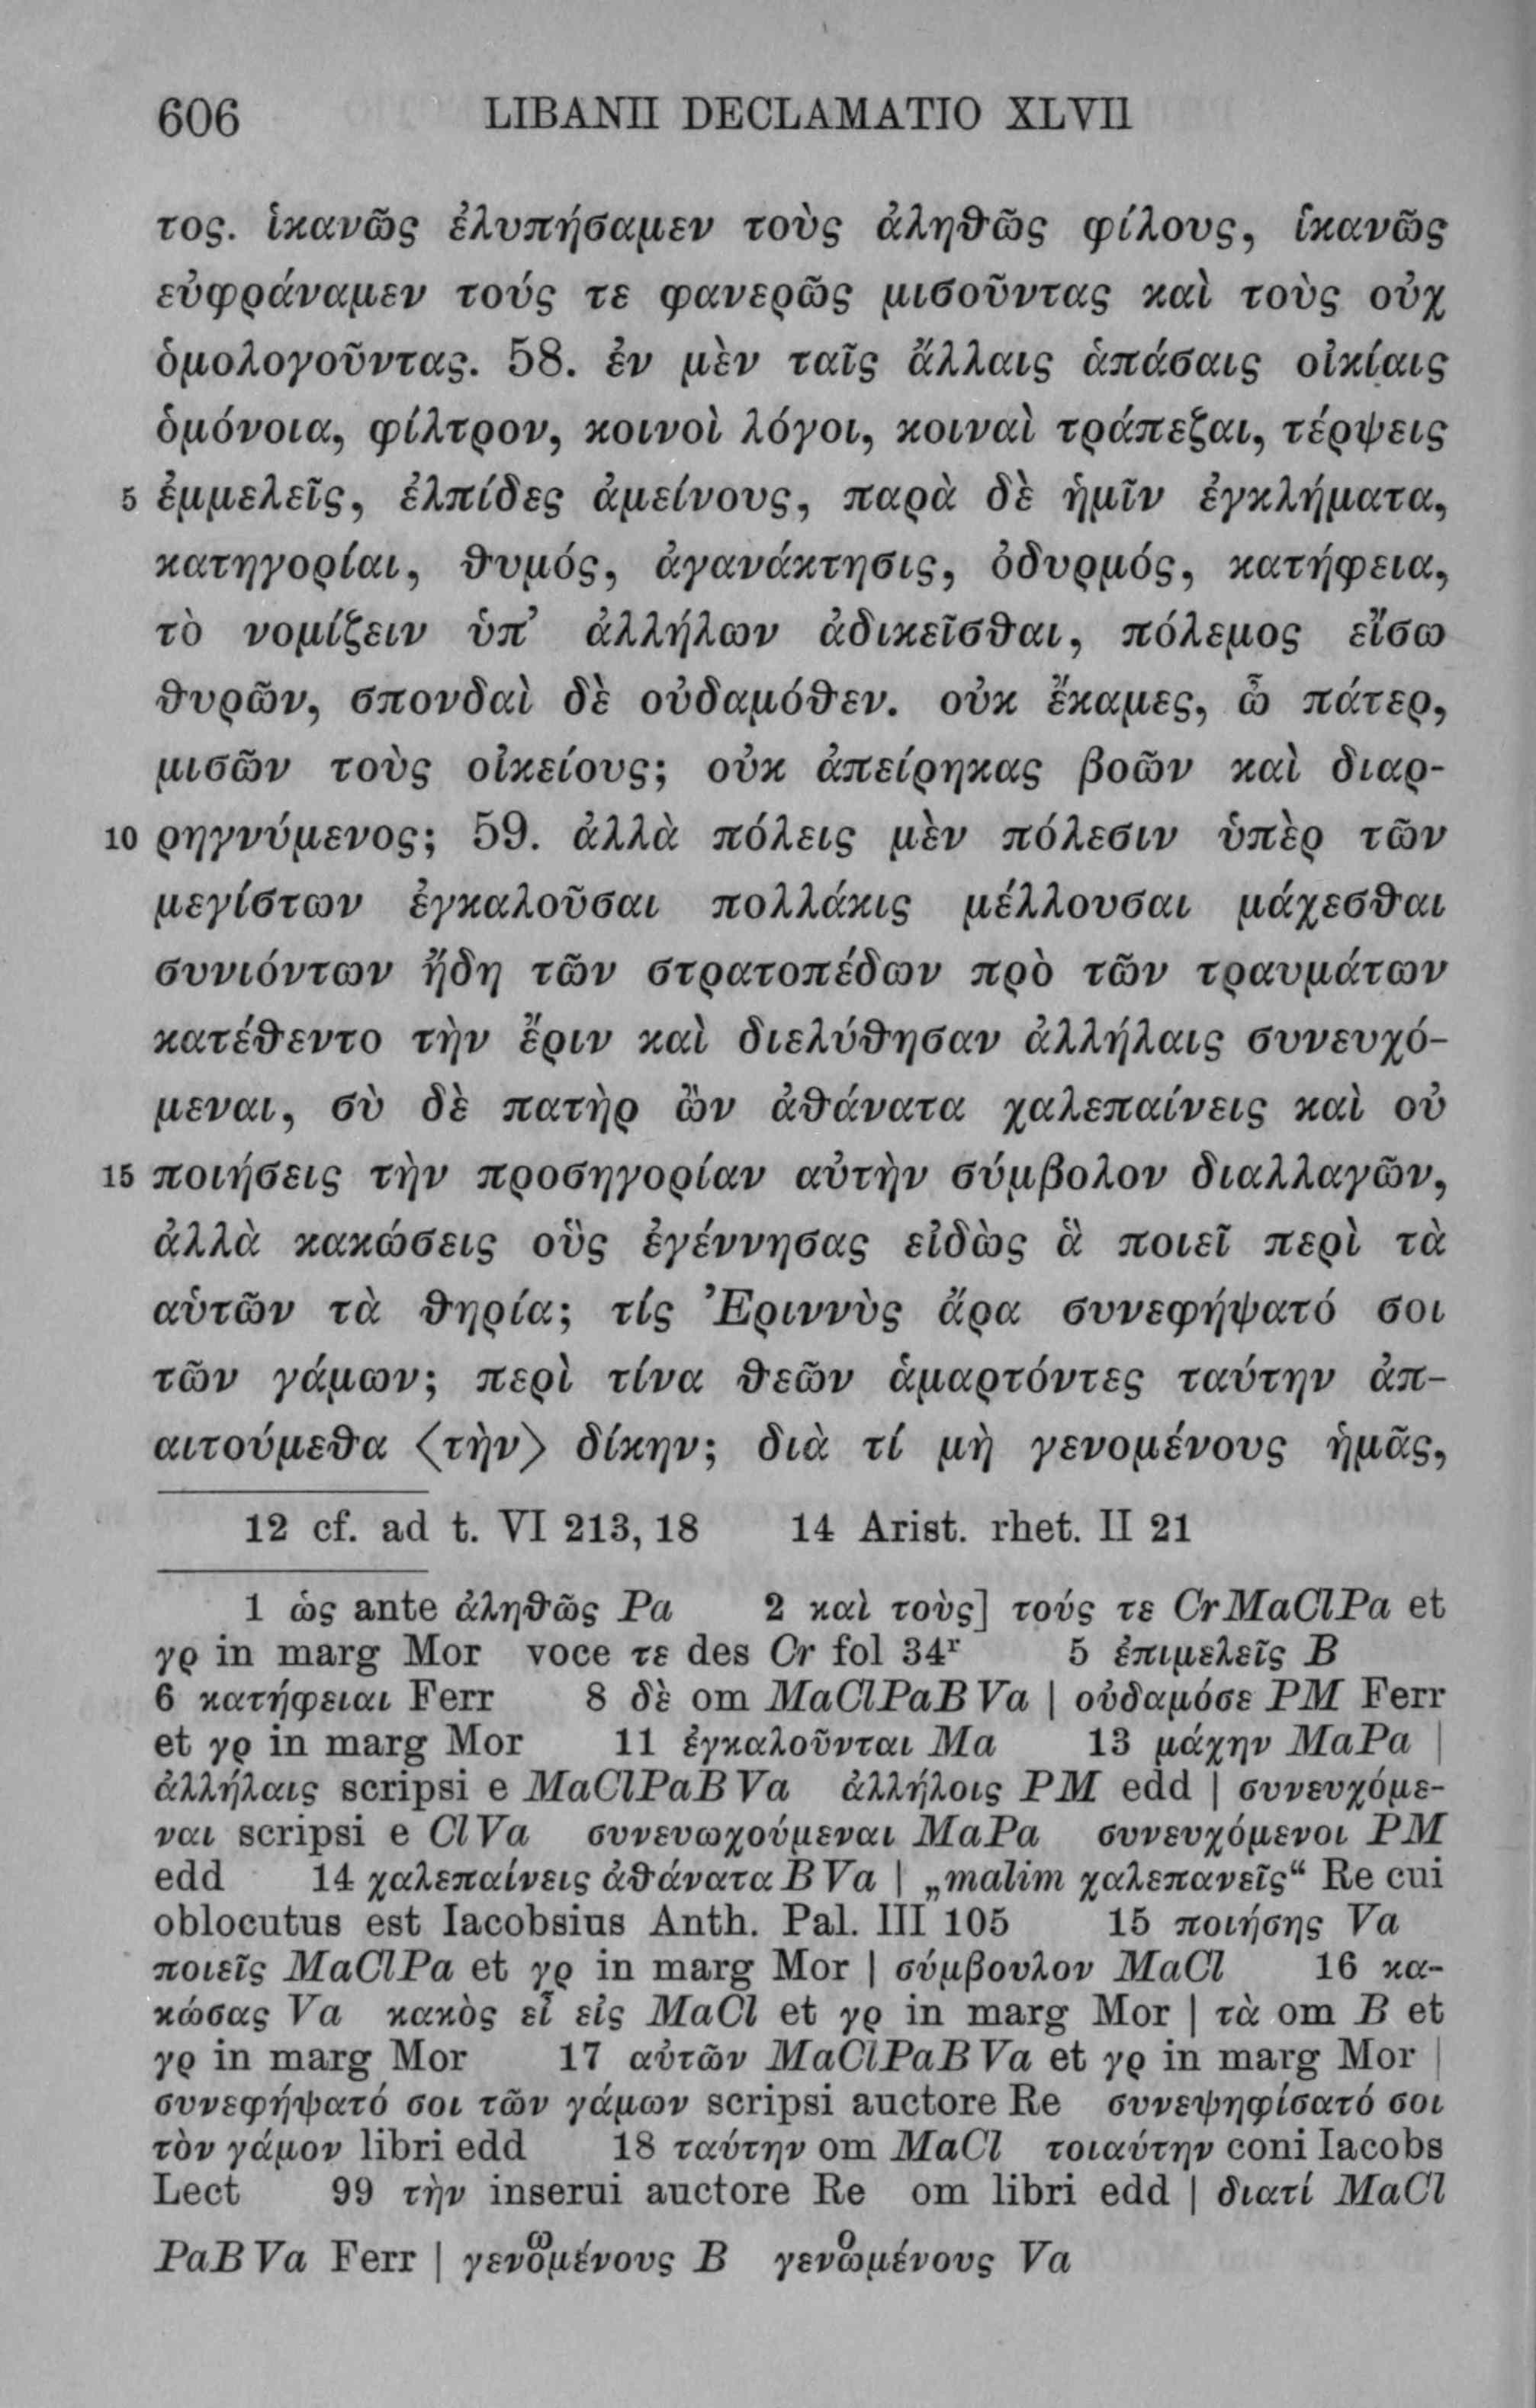 606 LIBANII DECLAMATIO XLVII
τος. ἱκανῶς ἐλυπήσαμεν τοὺς ἀληθῶς φίλους, ἱκανῶς
εὐφράναμεν τούς τε φανερῶς μισοῦντας καὶ τοὺς οὐχ
ὁμολογοῦντας. 58. ἐν μὲν ταῖς ἄλλαις ἁπάσαις οἰκίαις
ὁμόνοια, φίλτρον, κοινοὶ λόγοι, κοιναὶ τράπεζαι, τέρψεις
5 ἐμμελεῖς, ἐλπίδες ἀμείνους, παρὰ δὲ ἡμῖν ἐγκλήματα,
κατηγορίαι, θυμός, ἀγανάκτησις, ὀδυρμός, κατήφεια,
τὸ νομίζειν ὑπ’ ἀλλήλων ἀδικεῖσθαι, πόλεμος εἴσω
θυρῶν, σπονδαὶ δὲ οὐδαμόθεν. οὐκ ἔκαμες, ὦ πάτερ,
μισῶν τοὺς οἰκείους; οὐκ ἀπείρηκας βοῶν καὶ διαρ-
10 ρηγνύμενος; 59. ἀλλὰ πόλεις μὲν πόλεσιν ὑπὲρ τῶν
μεγίστων ἐγκαλοῦσαι πολλάκις μέλλουσαι μάχεσθαι
συνιόντων ἤδη τῶν στρατοπέδων πρὸ τῶν τραυμάτων
κατέθεντο τὴν ἔριν καὶ διελύθησαν ἀλλήλαις συνευχό-
μεναι, σὺ δὲ πατὴρ ὢν ἀθάνατα χαλεπαίνεις καὶ οὐ
15 ποιήσεις τὴν προσηγορίαν αὐτὴν σύμβολον διαλλαγῶν,
ἀλλὰ κακώσεις οὓς ἐγέννησας εἰδὼς ἃ ποιεῖ περὶ τὰ
αὑτῶν τὰ θηρία; τίς Ἐριννὺς ἄρα συνεφήψατό σοι
τῶν γάμων; περὶ τίνα θεῶν ἁμαρτόντες ταύτην ἀπ-
αιτούμεθα ⟨τὴν⟩ δίκην; διὰ τί μὴ γενομένους ἡμᾶς,
12 cf. ad t. VI 213, 18 14 Arist. rhet. II 21
1 ὡς ante ἀληθῶς Pa 2 καὶ τοὺς] τούς τε CrMaClPa et
γρ in marg Mor voce τε des Cr fol 34ʳ 5 ἐπιμελεῖς B
6 κατήφειαι Ferr 8 δὲ om MaClPaBVa | οὐδαμόσε PM Ferr
et γρ in marg Mor 11 ἐγκαλοῦνται Ma 13 μάχην MaPa |
ἀλλήλαις scripsi e MaClPaBVa ἀλλήλοις PM edd | συνευχόμε-
ναι scripsi e ClVa συνευωχούμεναι MaPa συνευχόμενοι PM
edd 14 χαλεπαίνεις ἀθάνατα BVa | „malim χαλεπανεῖς“ Re cui
oblocutus est Iacobsius Anth. Pal. III 105 15 ποιήσης Va
ποιεῖς MaClPa et γρ in marg Mor | σύμβουλον MaCl 16 κα-
κώσας Va κακὸς εἶ εἰς MaCl et γρ in marg Mor | τὰ om B et
γρ in marg Mor 17 αὐτῶν MaClPaBVa et γρ in marg Mor |
συνεφήψατό σοι τῶν γάμων scripsi auctore Re συνεψηφίσατό σοι
τὸν γάμον libri edd 18 ταύτην om MaCl τοιαύτην coni Iacobs
Lect 99 τὴν inserui auctore Re om libri edd | διατί MaCl
PaBVa Ferr | γενομένους B γενωμένους Va